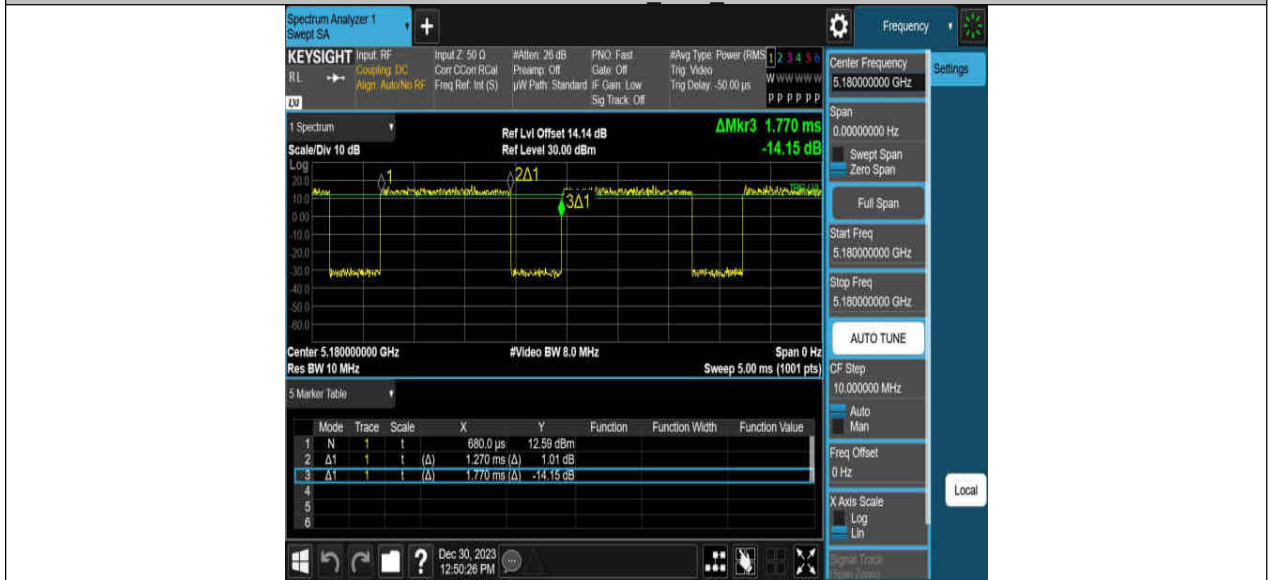 Spectrum Analyzer 1
Swept SA
+
Frequency
KEYSIGHT
RL
Input: RF
Coupling: DC
Align: Auto/No RF
Input Z: 50 Ω
Corr CCorr RCal
Freq Ref: Int (S)
#Atten: 26 dB
Preamp: Off
µW Path: Standard
PNO: Fast
Gate: Off
IF Gain: Low
Sig Track: Off
#Avg Type: Power (RMS
Trig: Video
Trig Delay: -50.00 µs
1 2 3 4 5 6
W W W W W W
P P P P P P
1 Spectrum
Scale/Div 10 dB
Ref Lvl Offset 14.14 dB
Ref Level 30.00 dBm
ΔMkr3 1.770 ms
-14.15 dB
Log
20.0
10.0
0.00
-10.0
-20.0
-30.0
-40.0
-50.0
-60.0
1
2Δ1
3Δ1
Center 5.180000000 GHz
Res BW 10 MHz
#Video BW 8.0 MHz
Span 0 Hz
Sweep 5.00 ms (1001 pts)
5 Marker Table
Mode Trace Scale X Y Function Function Width Function Value
1 N 1 t 680.0 µs 12.59 dBm
2 Δ1 1 t (Δ) 1.270 ms (Δ) 1.01 dB
3 Δ1 1 t (Δ) 1.770 ms (Δ) -14.15 dB
4
5
6
Dec 30, 2023
12:50:26 PM
Center Frequency
5.180000000 GHz
Settings
Span
0.00000000 Hz
Swept Span
Zero Span
Full Span
Start Freq
5.180000000 GHz
Stop Freq
5.180000000 GHz
AUTO TUNE
CF Step
10.000000 MHz
Auto
Man
Freq Offset
0 Hz
X Axis Scale
Log
Lin
Local
Signal Track
(Span Zoom)